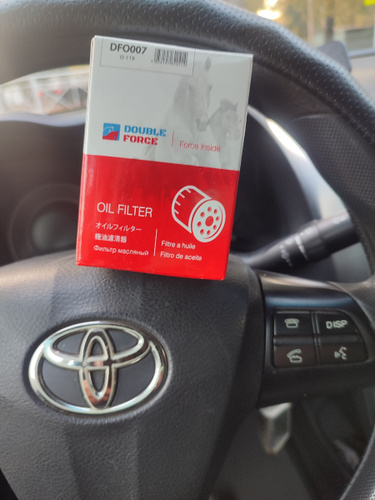 DFO007
O-119
DOUBLE
FORCE
Force inside
OIL FILTER
オイルフィルター
機油濾清器
Фильтр масляный
Filtre a huile
Filtro de aceite
DISP